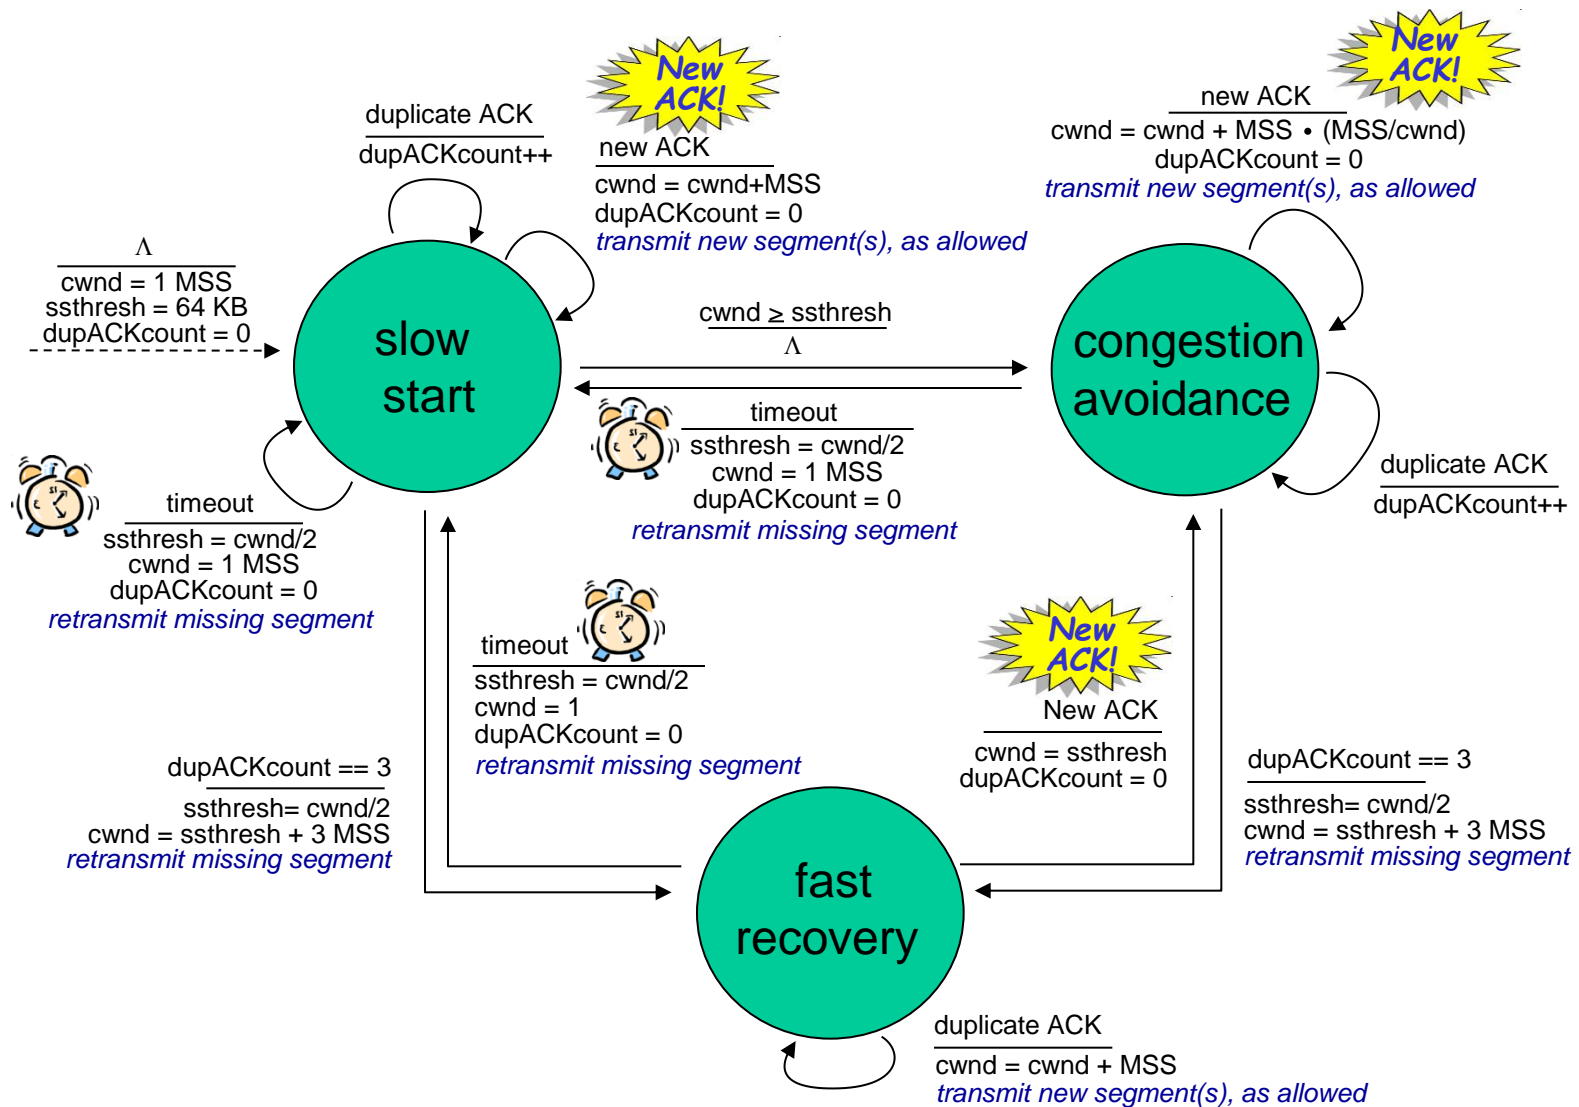 New
ACK!
duplicate ACK
dupACKcount++
new ACK
cwnd = cwnd+MSS
dupACKcount = 0
transmit new segment(s), as allowed
New
ACK!
new ACK
cwnd = cwnd + MSS • (MSS/cwnd)
dupACKcount = 0
transmit new segment(s), as allowed
Λ
cwnd = 1 MSS
ssthresh = 64 KB
dupACKcount = 0
slow
start
cwnd ≥ ssthresh
Λ
congestion
avoidance
timeout
ssthresh = cwnd/2
cwnd = 1 MSS
dupACKcount = 0
retransmit missing segment
duplicate ACK
dupACKcount++
timeout
ssthresh = cwnd/2
cwnd = 1 MSS
dupACKcount = 0
retransmit missing segment
timeout
ssthresh = cwnd/2
cwnd = 1
dupACKcount = 0
retransmit missing segment
New
ACK!
New ACK
cwnd = ssthresh
dupACKcount = 0
dupACKcount == 3
ssthresh= cwnd/2
cwnd = ssthresh + 3 MSS
retransmit missing segment
dupACKcount == 3
ssthresh= cwnd/2
cwnd = ssthresh + 3 MSS
retransmit missing segment
fast
recovery
duplicate ACK
cwnd = cwnd + MSS
transmit new segment(s), as allowed